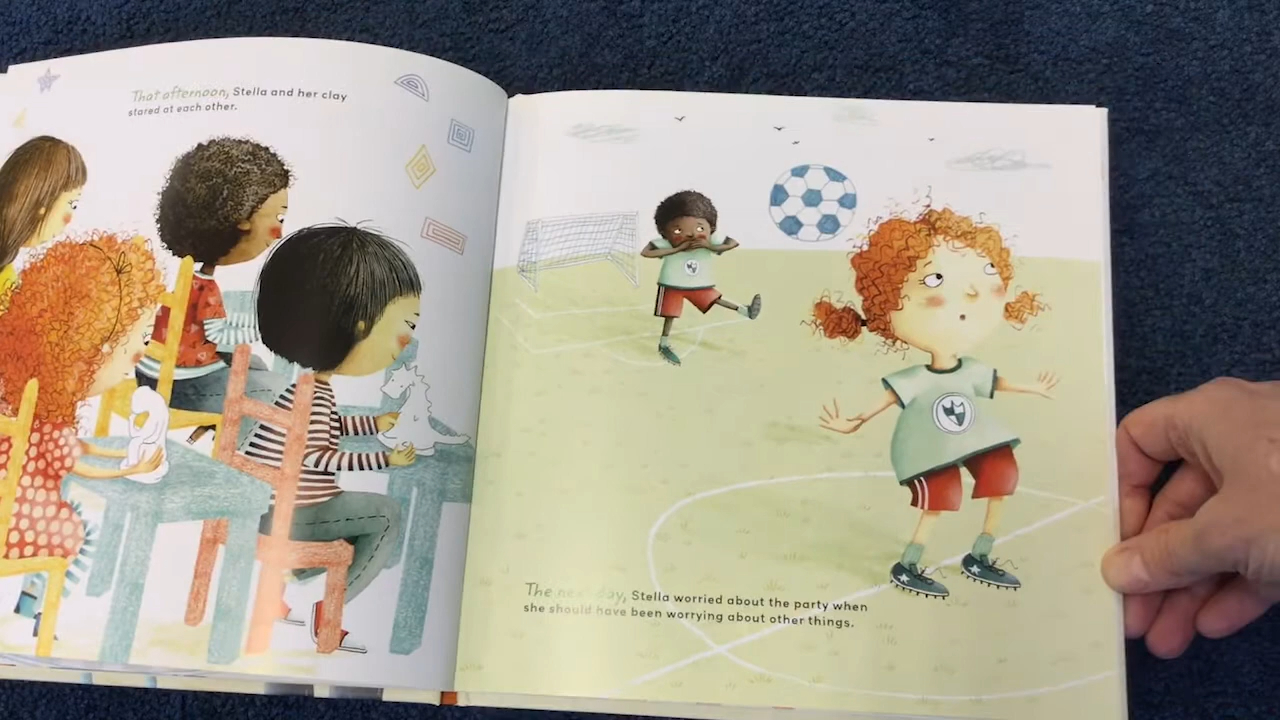 That afternoon, Stella and her clay
stared at each other.
The next day, Stella worried about the party when
she should have been worrying about other things.